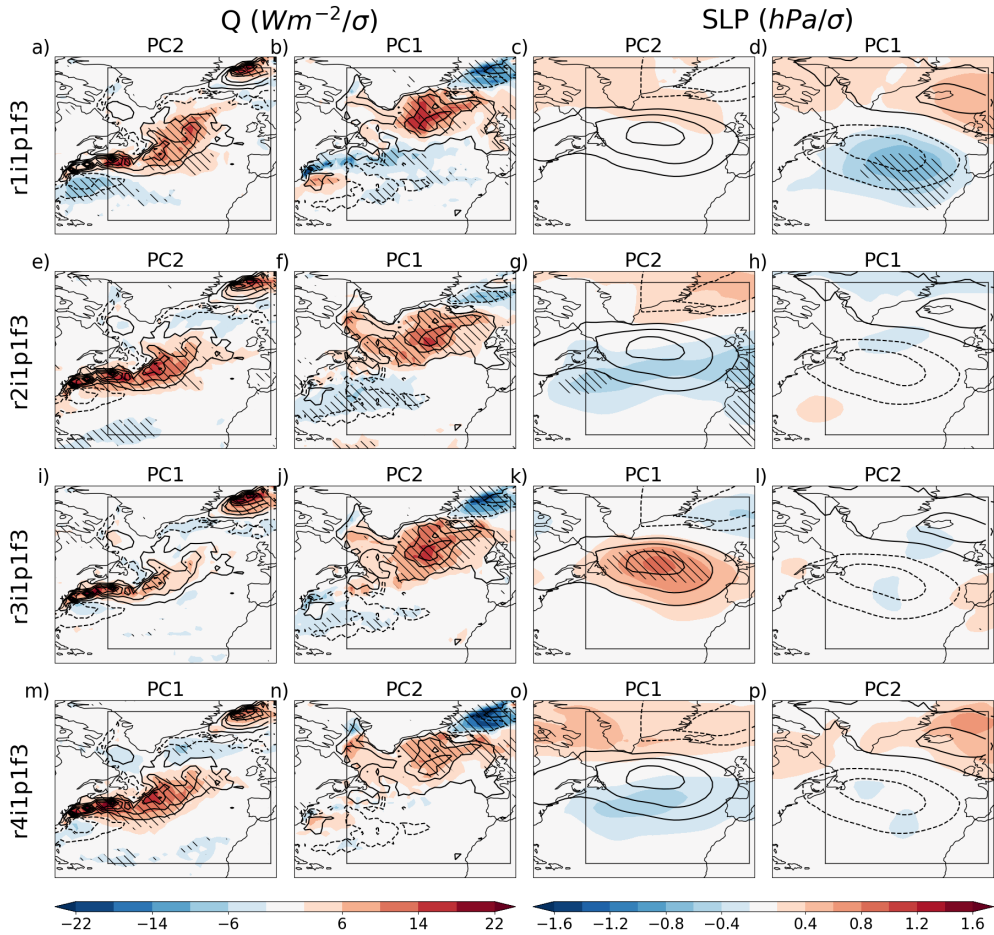 Q (Wm⁻²/σ) SLP (hPa/σ)
a) PC2 b) PC1 c) PC2 d) PC1
r1i1p1f3
e) PC2 f) PC1 g) PC2 h) PC1
r2i1p1f3
i) PC1 j) PC2 k) PC1 l) PC2
r3i1p1f3
m) PC1 n) PC2 o) PC1 p) PC2
r4i1p1f3
−22 −14 −6 6 14 22 −1.6 −1.2 −0.8 −0.4 0.4 0.8 1.2 1.6